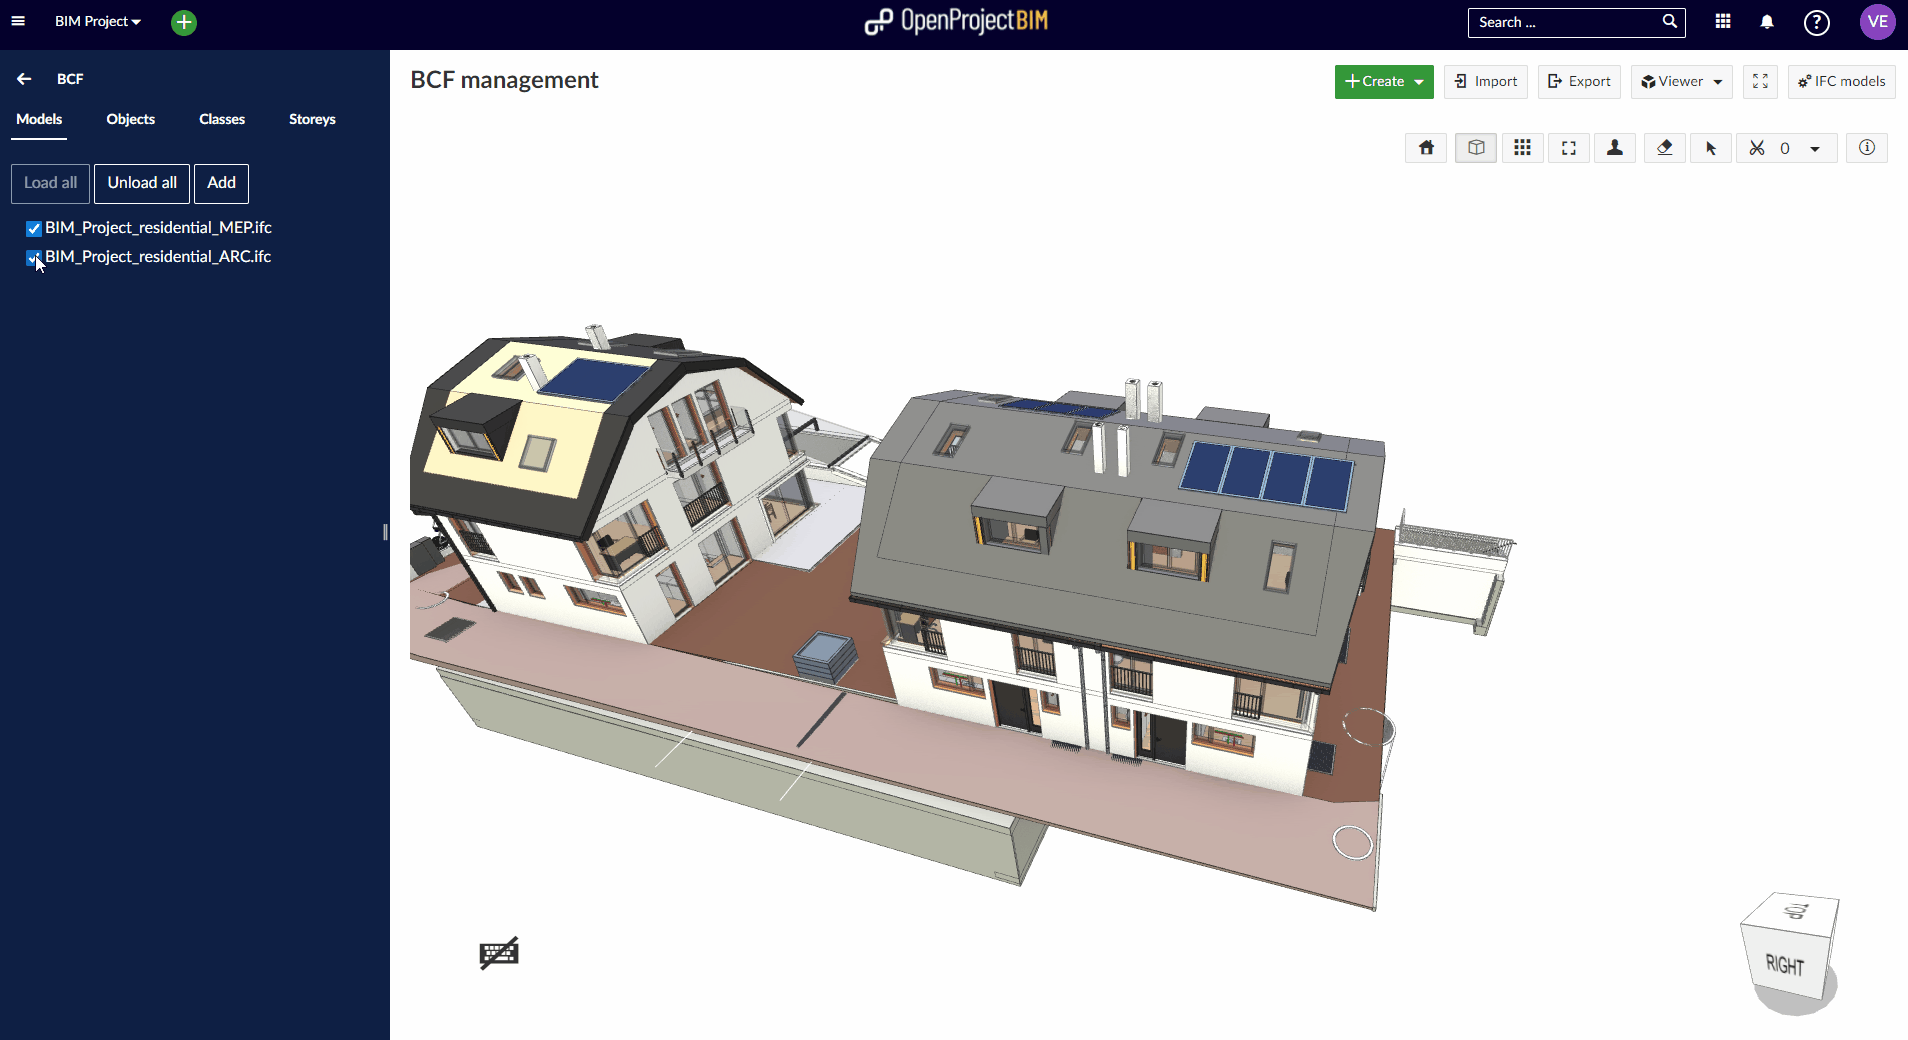 BIM Project
OpenProjectBIM
Search ...
?
VE
BCF
BCF management
Create
Import
Export
Viewer
IFC models
Models
Objects
Classes
Storeys
0
Load all
Unload all
Add
BIM_Project_residential_MEP.ifc
BIM_Project_residential_ARC.ifc
TOP
RIGHT